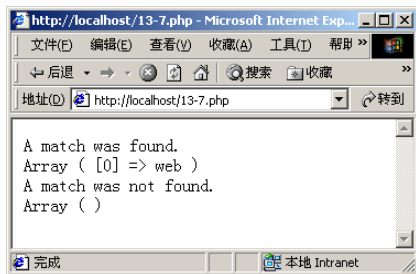 http://localhost/13-7.php - Microsoft Internet Exp...
文件(F) 编辑(E) 查看(V) 收藏(A) 工具(T) 帮助 »
后退 搜索 收藏 »
地址(D) http://localhost/13-7.php 转到
A match was found.
Array ( [0] => web )
A match was not found.
Array ( )
完成 本地 Intranet